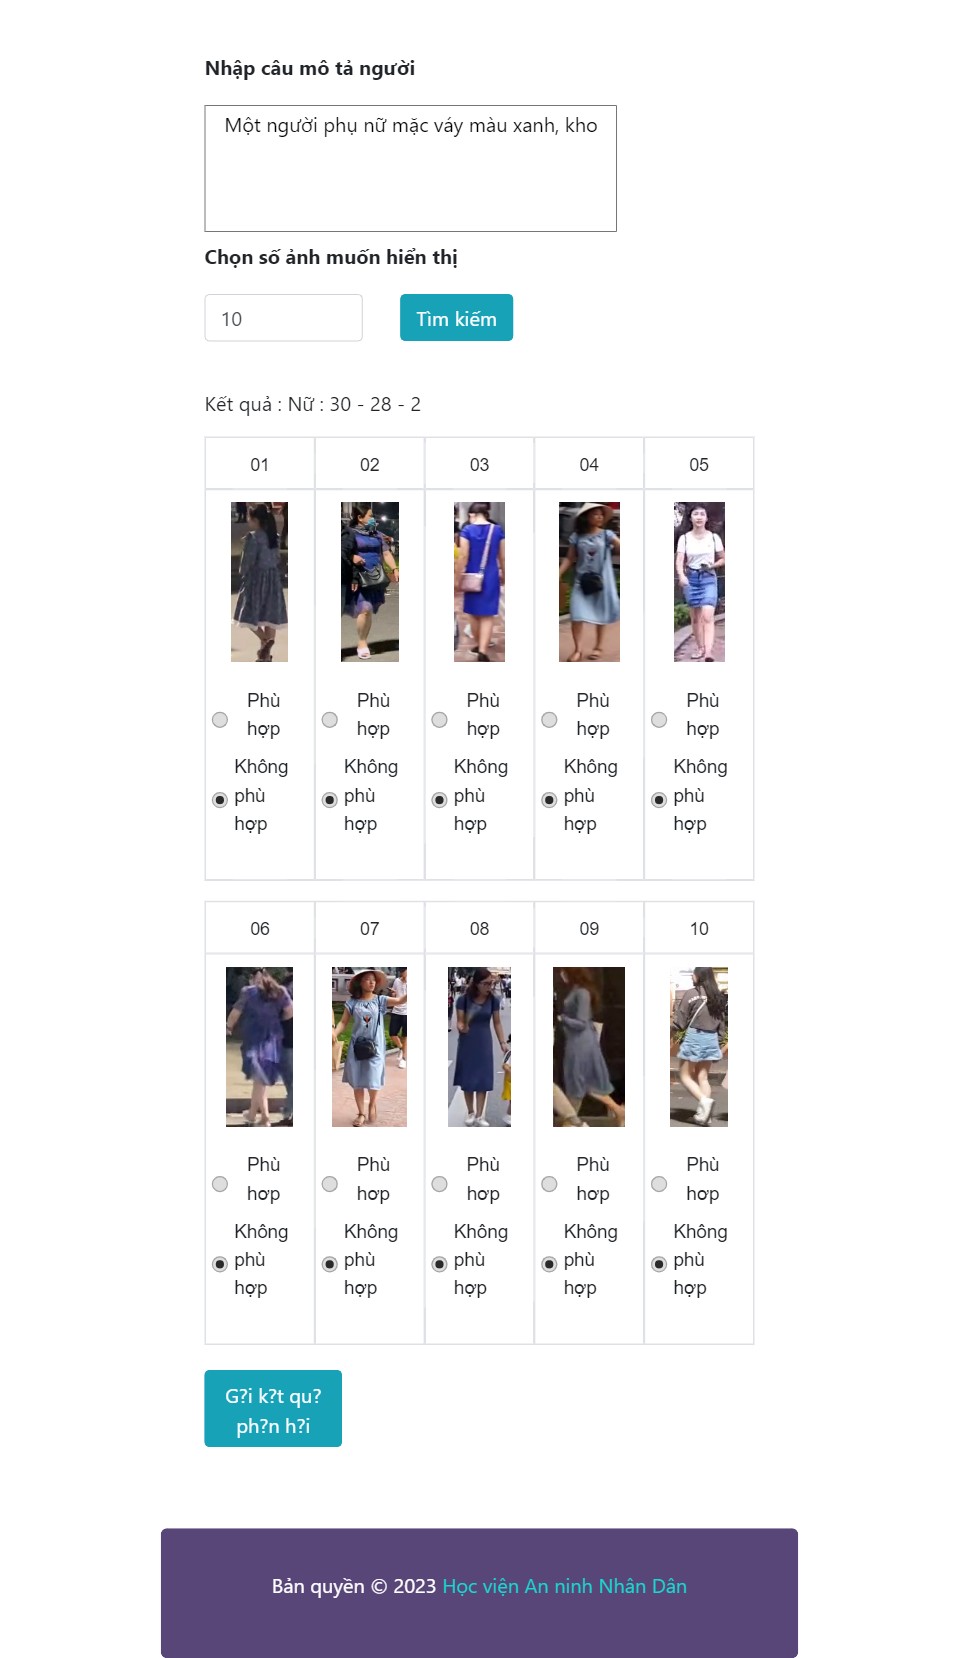 Nhập câu mô tả người
Một người phụ nữ mặc váy màu xanh, kho
Chọn số ảnh muốn hiển thị
10 Tìm kiếm
Kết quả : Nữ : 30 - 28 - 2
01 02 03 04 05
Phù Phù Phù Phù Phù
hợp hợp hợp hợp hợp
Không Không Không Không Không
phù phù phù phù phù
hợp hợp hợp hợp hợp
06 07 08 09 10
Phù Phù Phù Phù Phù
hơp hơp hơp hơp hơp
Không Không Không Không Không
phù phù phù phù phù
hợp hợp hợp hợp hợp
G?i k?t qu?
ph?n h?i
Bản quyền © 2023 Học viện An ninh Nhân Dân